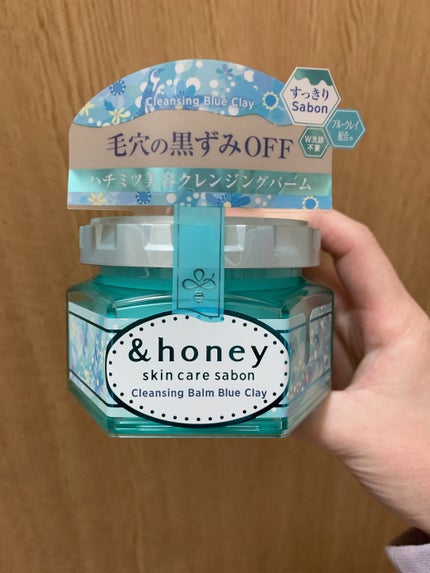 Cleansing Blue Clay
すっきり
Sabon
ブルークレイ
配合
W洗顔
不要
毛穴の黒ずみOFF
ハチミツ美容クレンジングバーム
&honey
skin care sabon
Cleansing Balm Blue Clay